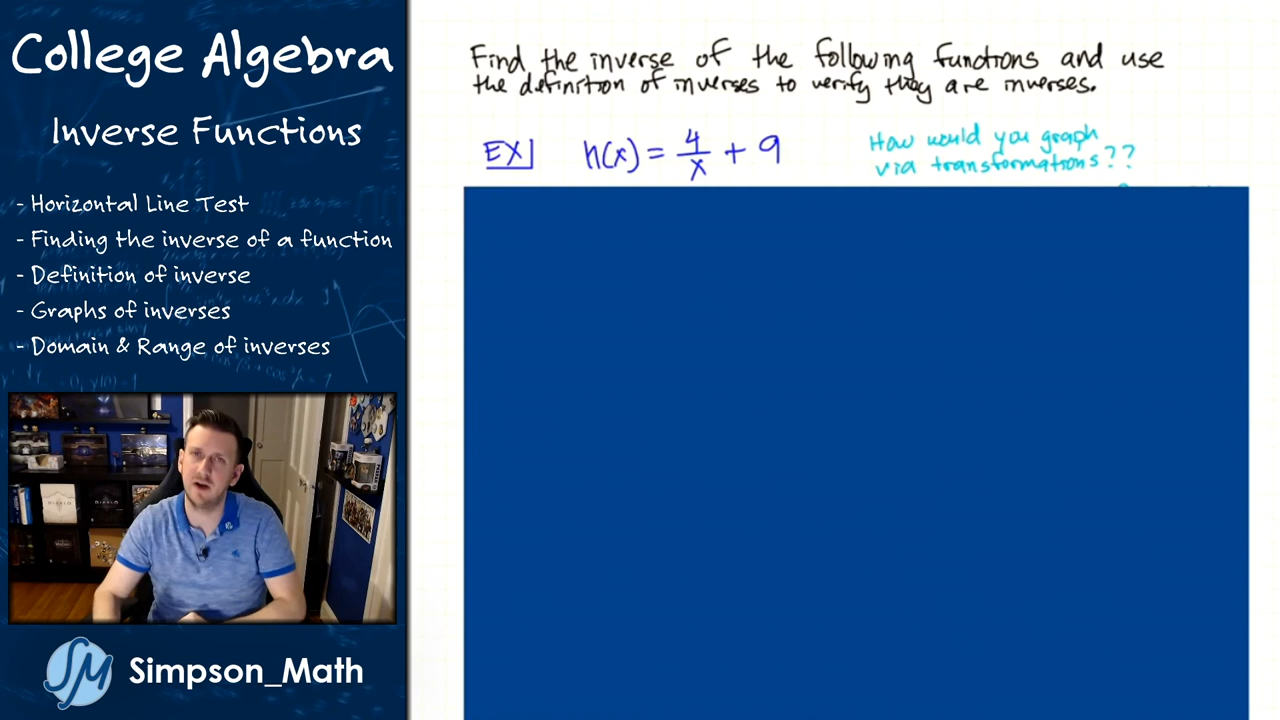 College Algebra
Inverse Functions
- Horizontal Line Test
- Finding the inverse of a function
- Definition of inverse
- Graphs of inverses
- Domain & Range of inverses
SM
Simpson_Math
Find the inverse of the following functions and use
the definition of inverses to verify they are inverses.
EX] h(x) = 4/x + 9
How would you graph
via transformations??